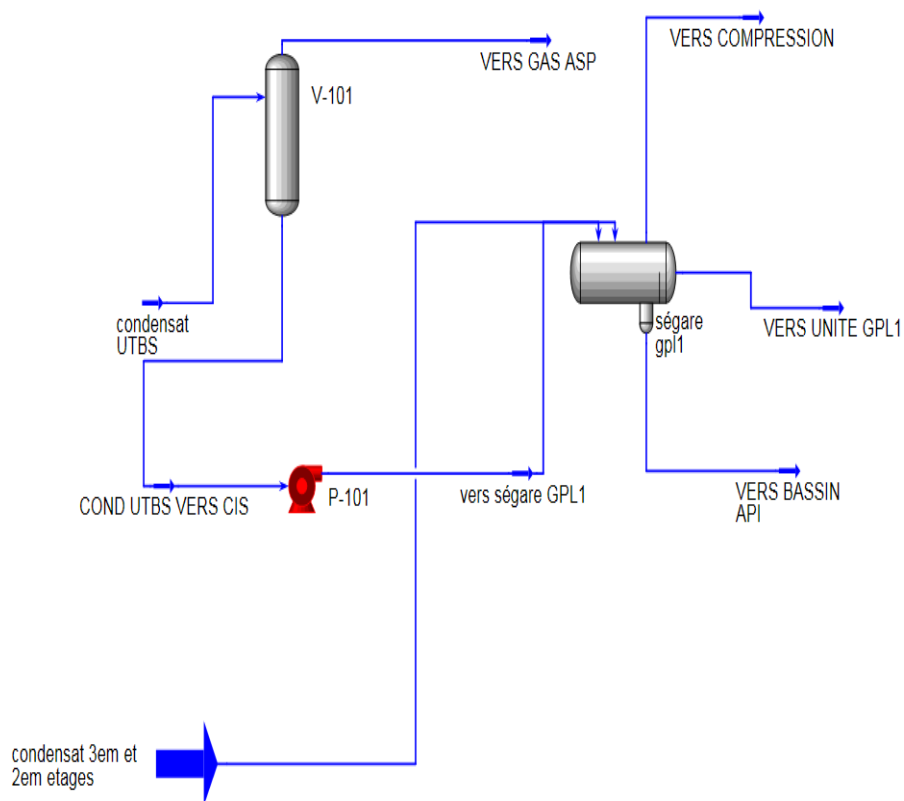 VERS COMPRESSION
VERS GAS ASP
V-101
condensat
UTBS
ségare
gpl1
VERS UNITE GPL1
COND UTBS VERS CIS
P-101
vers ségare GPL1
VERS BASSIN
API
condensat 3em et
2em etages